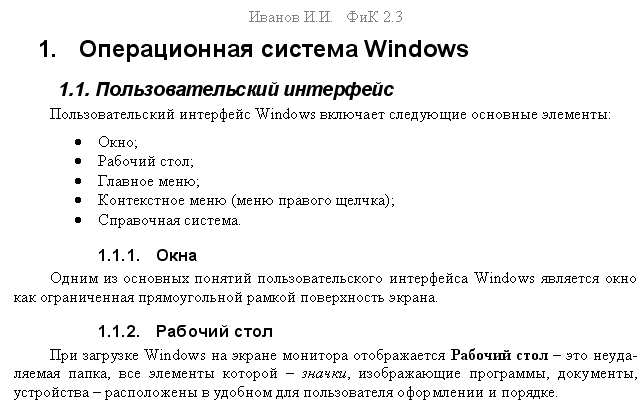 Иванов И.И. ФиК 2.3
1. Операционная система Windows
1.1. Пользовательский интерфейс
Пользовательский интерфейс Windows включает следующие основные элементы:
• Окно;
• Рабочий стол;
• Главное меню;
• Контекстное меню (меню правого щелчка);
• Справочная система.
1.1.1. Окна
Одним из основных понятий пользовательского интерфейса Windows является окно
как ограниченная прямоугольной рамкой поверхность экрана.
1.1.2. Рабочий стол
При загрузке Windows на экране монитора отображается Рабочий стол – это неуда-
ляемая папка, все элементы которой – значки, изображающие программы, документы,
устройства – расположены в удобном для пользователя оформлении и порядке.